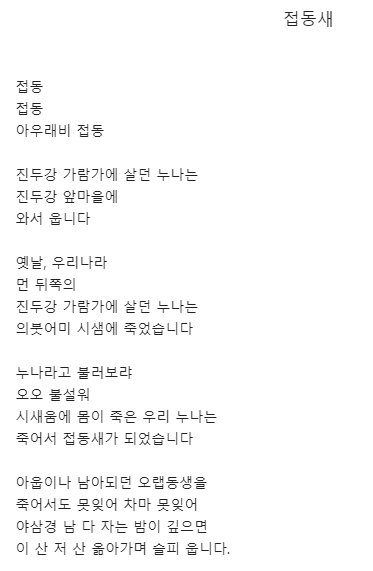 접동새
접동
접동
아우래비 접동
진두강 가람가에 살던 누나는
진두강 앞마을에
와서 웁니다
옛날, 우리나라
먼 뒤쪽의
진두강 가람가에 살던 누나는
의붓어미 시샘에 죽었습니다
누나라고 불러보랴
오오 불설워
시새움에 몸이 죽은 우리 누나는
죽어서 접동새가 되었습니다
아웁이나 남아되던 오랩동생을
죽어서도 못잊어 차마 못잊어
야삼경 남 다 자는 밤이 깊으면
이 산 저 산 옮아가며 슬피 웁니다.